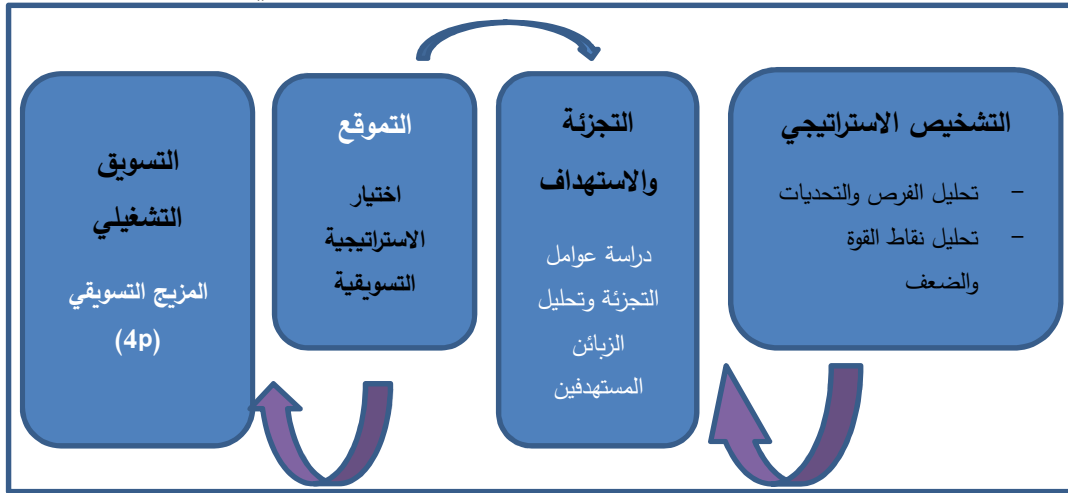 التشخيص الاستراتيجي
– تحليل الفرص والتحديات
– تحليل نقاط القوة
والضعف
التجزئة
والاستهداف
دراسة عوامل
التجزئة وتحليل
الزبائن
المستهدفين
التموقع
اختيار
الاستراتيجية
التسويقية
التسويق
التشغيلي
المزيج التسويقي
(4p)